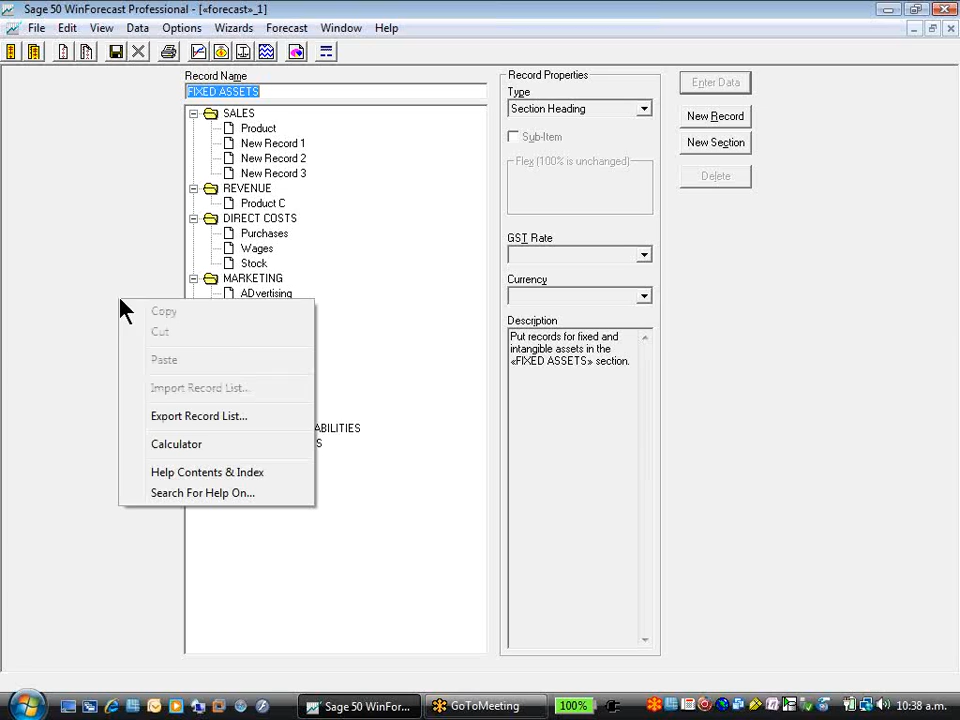 Sage 50 WinForecast Professional - [«forecast»_1]
File Edit View Data Options Wizards Forecast Window Help
Record Name
FIXED ASSETS
SALES
Product
New Record 1
New Record 2
New Record 3
REVENUE
Product C
DIRECT COSTS
Purchases
Wages
Stock
MARKETING
ADvertising
ABILITIES
S
Copy
Cut
Paste
Import Record List...
Export Record List...
Calculator
Help Contents & Index
Search For Help On...
Record Properties
Type
Section Heading
Sub-Item
Flex (100% is unchanged)
GST Rate
Currency
Description
Put records for fixed and
intangible assets in the
«FIXED ASSETS» section.
Enter Data
New Record
New Section
Delete
Sage 50 WinFor...
GoToMeeting
100%
10:38 a.m.